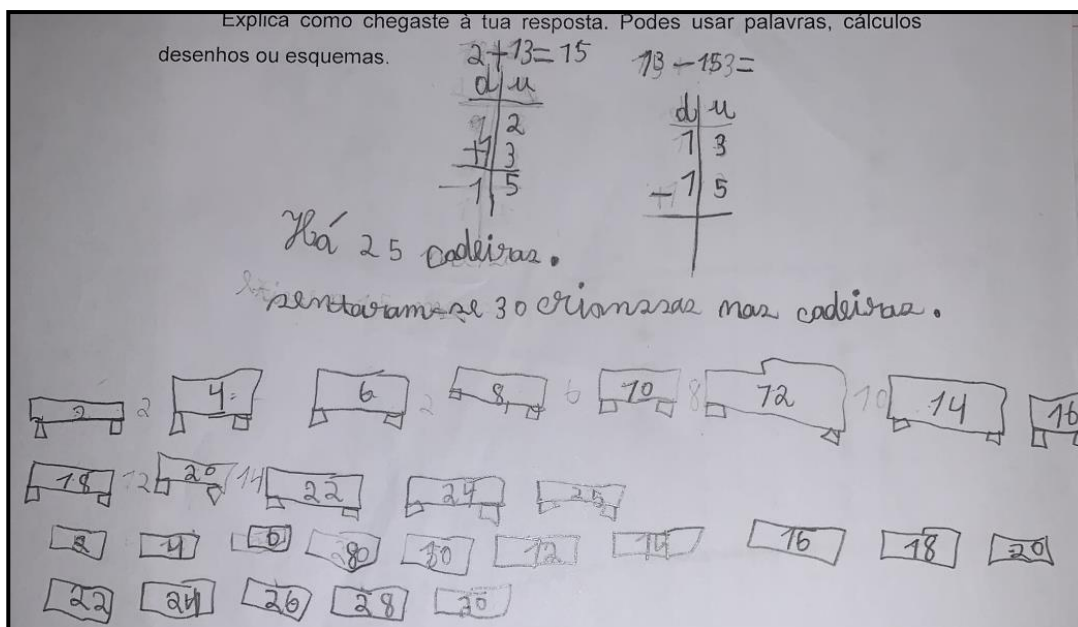 Explica como chegaste à tua resposta. Podes usar palavras, cálculos
desenhos ou esquemas. 2+13=15 13-153=
d u d u
1 2 1 3
+1 3 +1 5
1 5
Há 25 cadeiras.
sentaram-se 30 crianssas nas cadeiras.
2 2 4 6 2 8 6 10 8 12 10 14 16
18 12 20 14 22 24 25
2 4 6 80 10 12 14 16 18 20
22 24 26 28 30